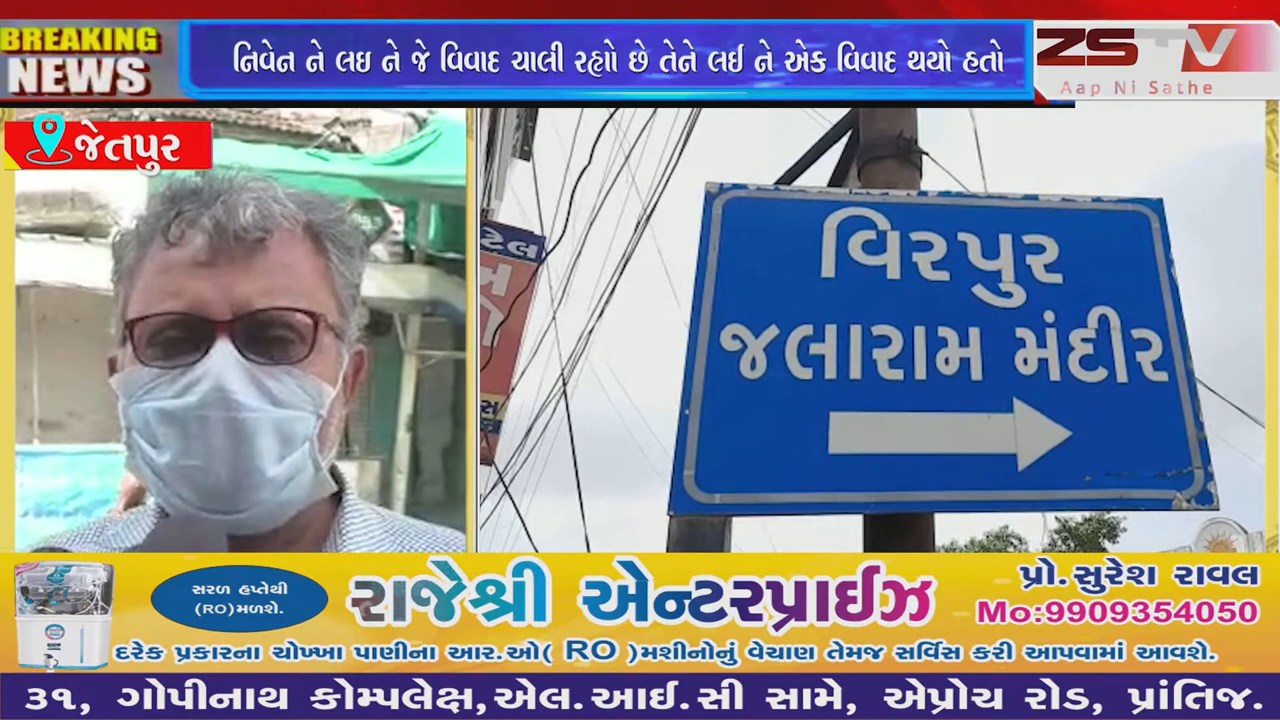 BREAKING
NEWS
નિવેન ને લઇ ને જે વિવાદ ચાલી રહ્યો છે તેને લઈ ને એક વિવાદ થયો હતો
ZS TV
Aap Ni Sathe
જેતપુર
ટેલ
વિરપુર
જલારામ મંદીર
સરળ હપ્તેથી
(RO)મળશે.
રાજેશ્રી એન્ટરપ્રાઈઝ
પ્રો.સુરેશ રાવલ
Mo:9909354050
દરેક પ્રકારના ચોખ્ખા પાણીના આર.ઓ( RO )મશીનોનું વેચાણ તેમજ સર્વિસ કરી આપવામાં આવશે.
૩૧, ગોપીનાથ કોમ્પલેક્ષ,એલ.આઈ.સી સામે, એપ્રોચ રોડ, પ્રાંતિજ.